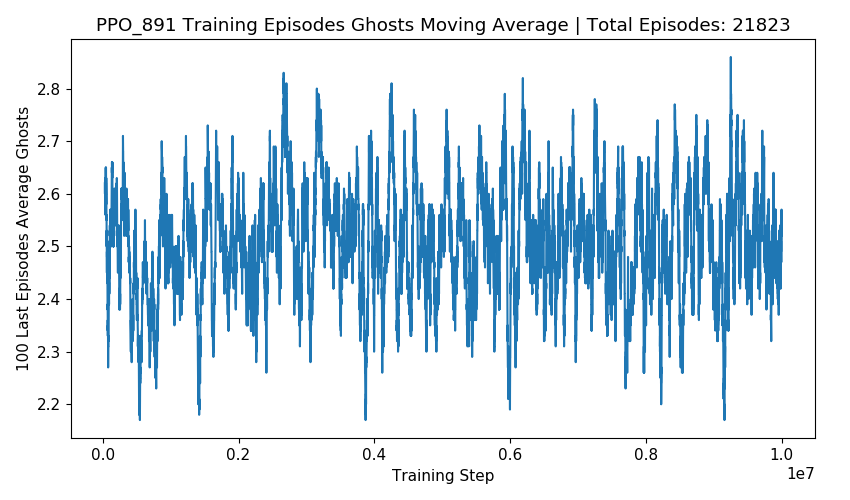 PPO_891 Training Episodes Ghosts Moving Average | Total Episodes: 21823
100 Last Episodes Average Ghosts
2.8
2.7
2.6
2.5
2.4
2.3
2.2
0.0 0.2 0.4 0.6 0.8 1.0
1e7
Training Step